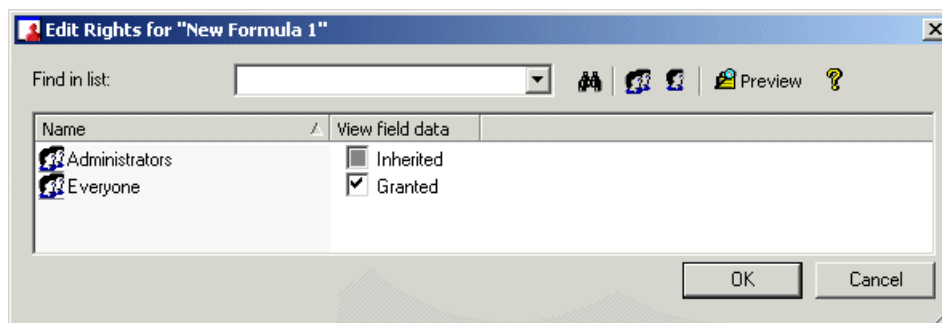 Edit Rights for "New Formula 1"
Find in list:
Preview
Name View field data
Administrators Inherited
Everyone Granted
OK Cancel